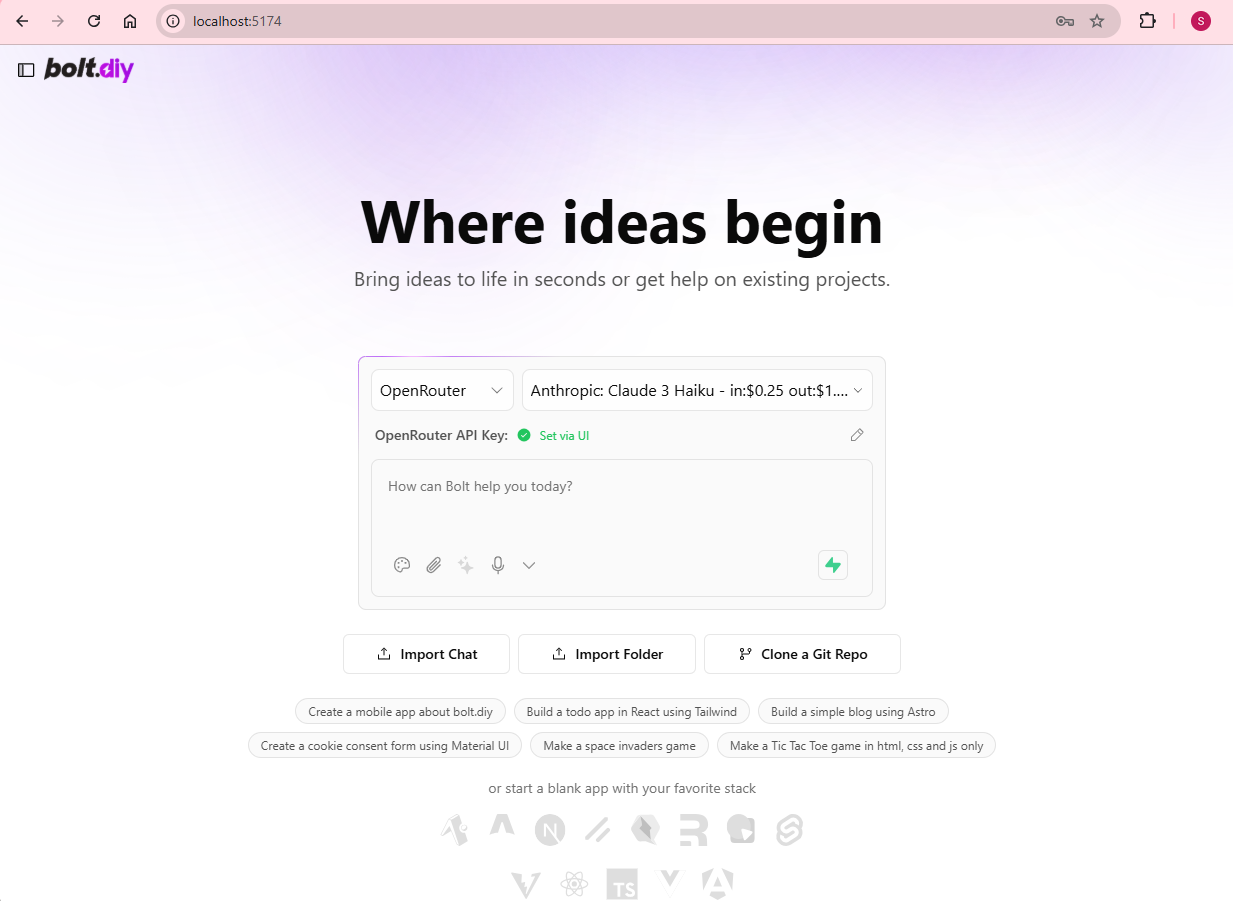 localhost:5174
S
bolt.diy
Where ideas begin
Bring ideas to life in seconds or get help on existing projects.
OpenRouter
Anthropic: Claude 3 Haiku - in:$0.25 out:$1....
OpenRouter API Key: Set via UI
How can Bolt help you today?
Import Chat Import Folder Clone a Git Repo
Create a mobile app about bolt.diy Build a todo app in React using Tailwind Build a simple blog using Astro
Create a cookie consent form using Material UI Make a space invaders game Make a Tic Tac Toe game in html, css and js only
or start a blank app with your favorite stack
N
TS